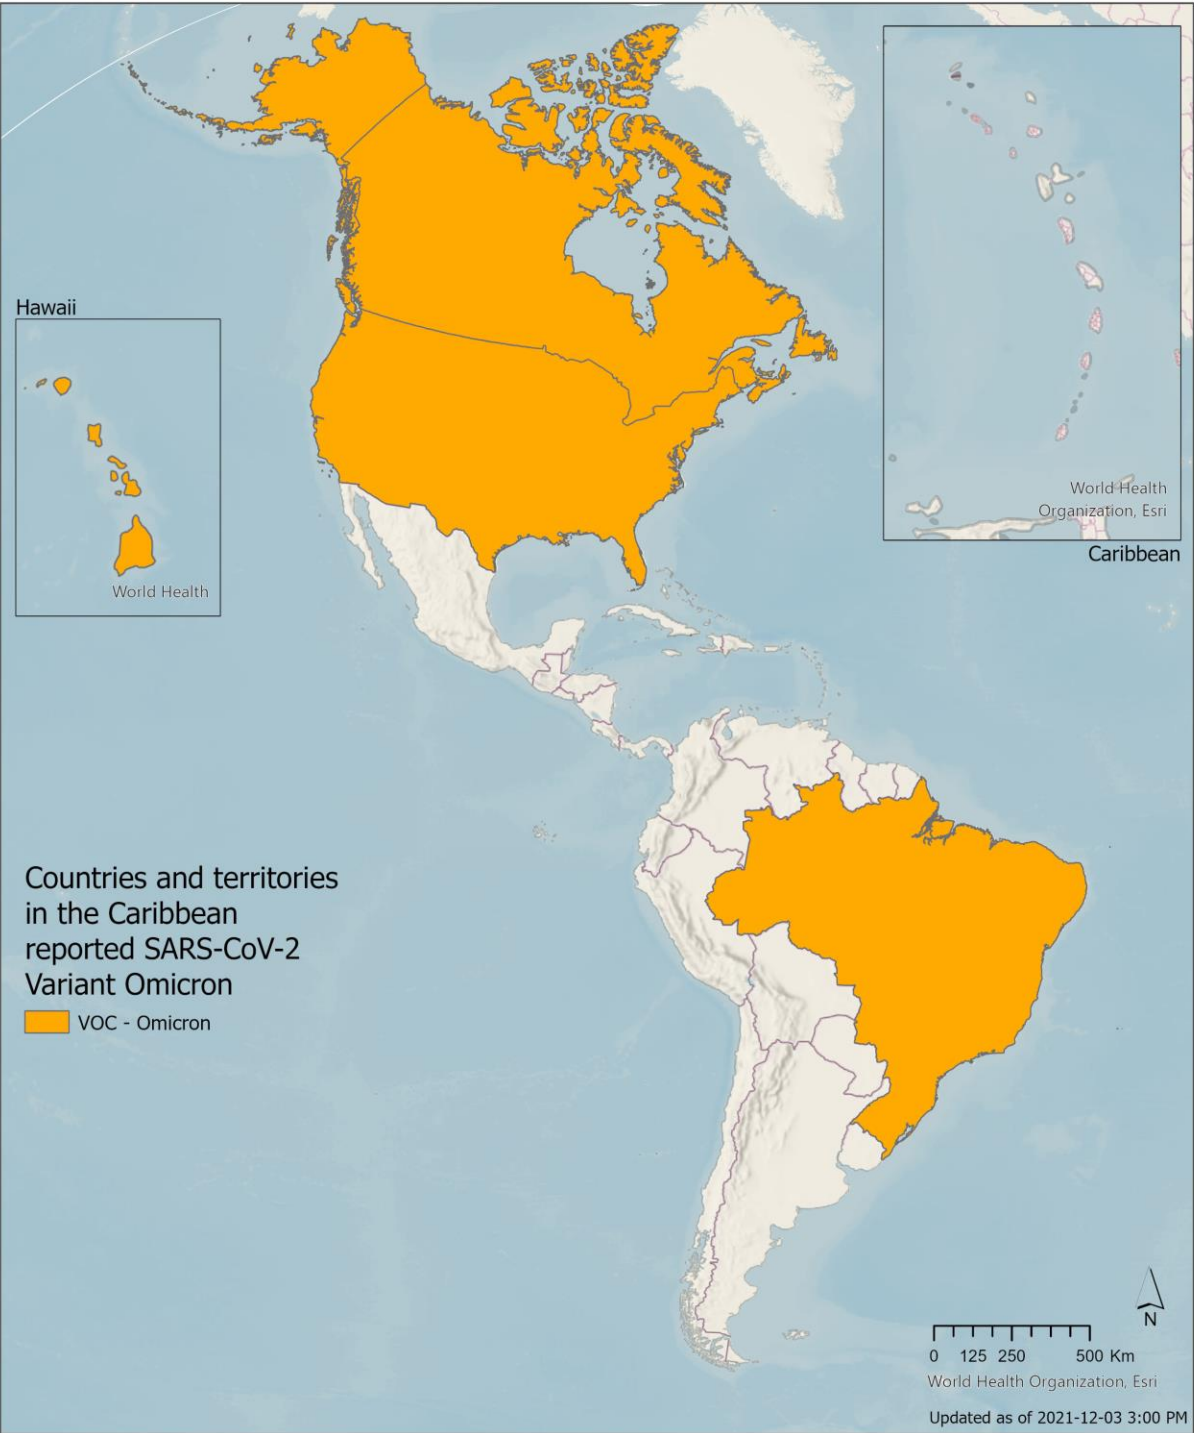 Hawaii
World Health
World Health
Organization, Esri
Caribbean
Countries and territories
in the Caribbean
reported SARS-CoV-2
Variant Omicron
VOC - Omicron
N
0 125 250 500 Km
World Health Organization, Esri
Updated as of 2021-12-03 3:00 PM